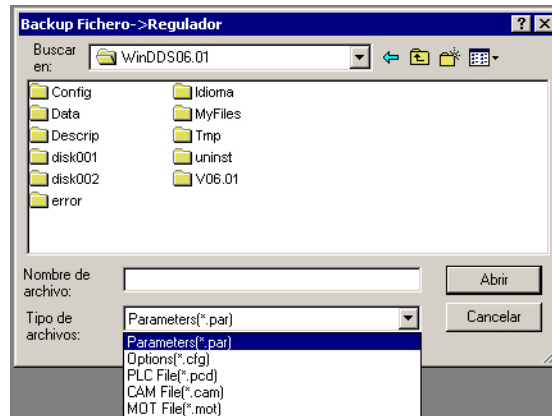 Backup Fichero->Regulador
Buscar en:
WinDDS06.01
Config
Data
Descrip
disk001
disk002
error
Idioma
MyFiles
Tmp
uninst
V06.01
Nombre de archivo:
Abrir
Tipo de archivos:
Parameters(*.par)
Cancelar
Parameters(*.par)
Options(*.cfg)
PLC File(*.pcd)
CAM File(*.cam)
MOT File(*.mot)